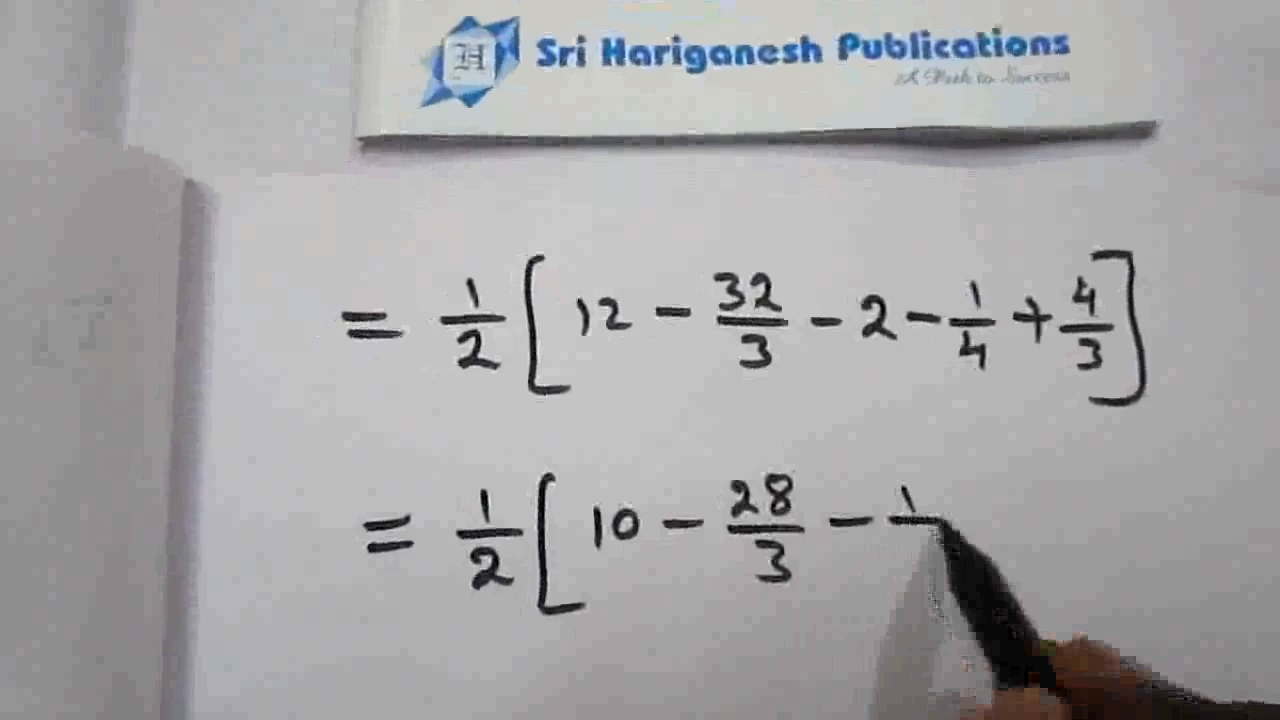 H
Sri Hariganesh Publications
A Path to Success
= 1/2 [ 12 - 32/3 - 2 - 1/4 + 4/3 ]
= 1/2 [ 10 - 28/3 - 1/